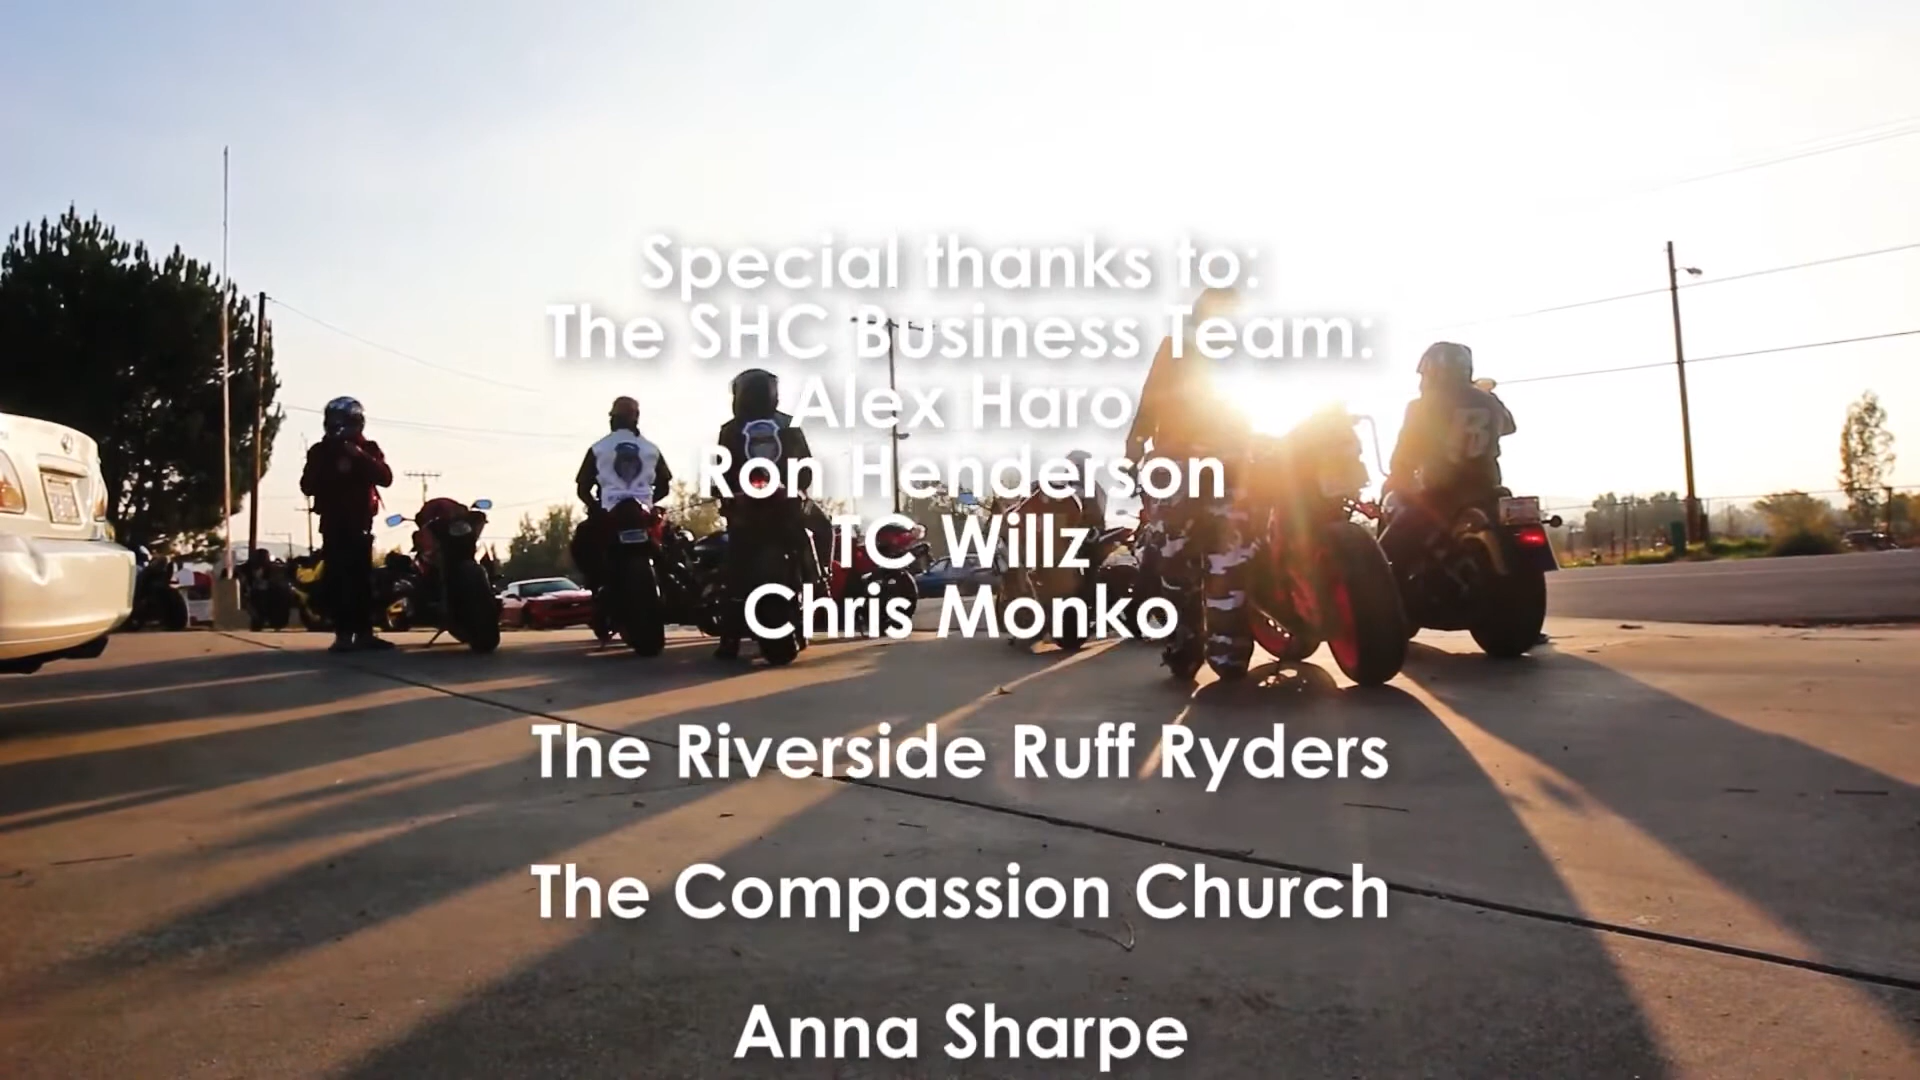 Special thanks to:
The SHC Business Team:
Alex Haro
Ron Henderson
TC Willz
Chris Monko
The Riverside Ruff Ryders
The Compassion Church
Anna Sharpe